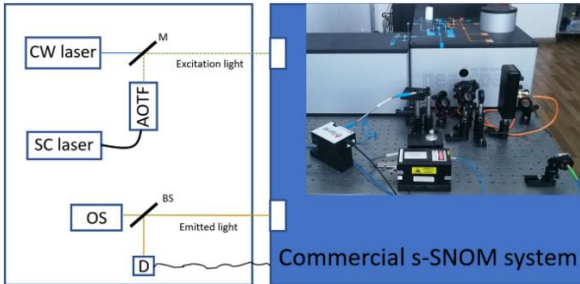 CW laser
M
Excitation light
AOTF
SC laser
BS
OS
Emitted light
D
Commercial s-SNOM system